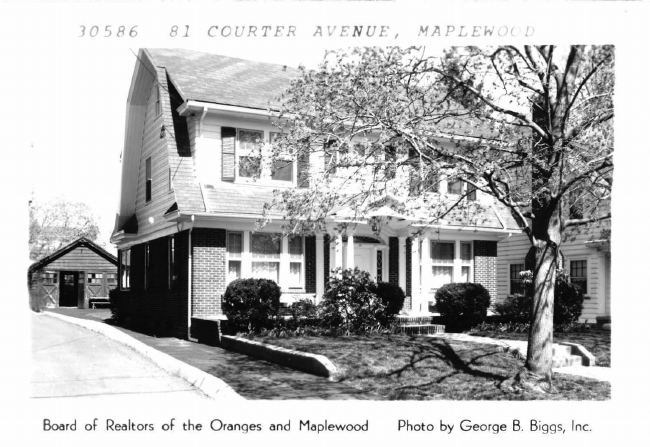 30586 81 COURTER AVENUE, MAPLEWOOD
Board of Realtors of the Oranges and Maplewood Photo by George B. Biggs, Inc.